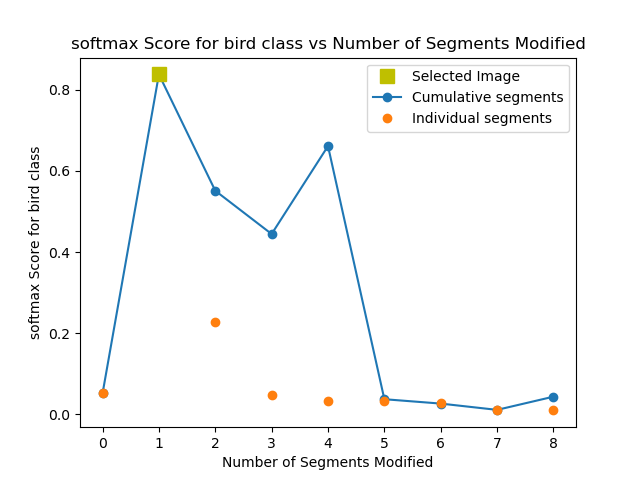 softmax Score for bird class vs Number of Segments Modified
Selected Image
Cumulative segments
Individual segments
softmax Score for bird class
0.8
0.6
0.4
0.2
0.0
0 1 2 3 4 5 6 7 8
Number of Segments Modified